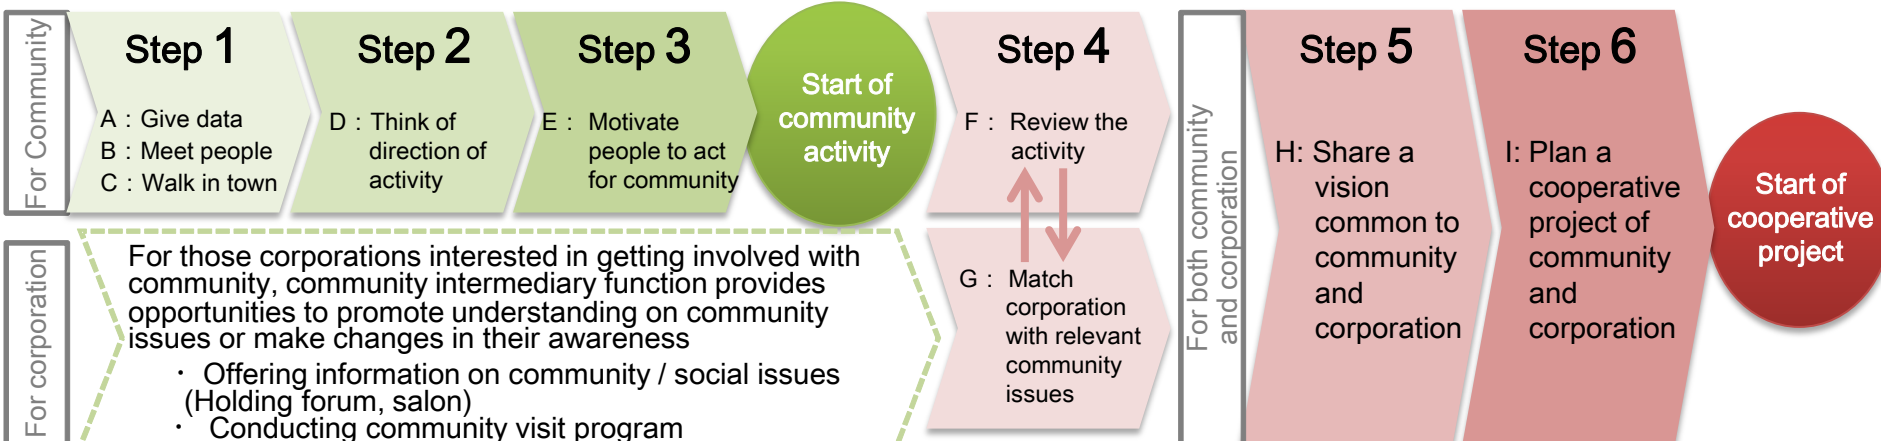 For Community
Step 1
A : Give data
B : Meet people
C : Walk in town
Step 2
D : Think of
direction of
activity
Step 3
E : Motivate
people to act
for community
Start of
community
activity
Step 4
F : Review the
activity
For corporation
For those corporations interested in getting involved with
community, community intermediary function provides
opportunities to promote understanding on community
issues or make changes in their awareness
・ Offering information on community / social issues
(Holding forum, salon)
・ Conducting community visit program
G : Match
corporation
with relevant
community
issues
For both community
and corporation
Step 5
H: Share a
vision
common to
community
and
corporation
Step 6
I: Plan a
cooperative
project of
community
and
corporation
Start of
cooperative
project